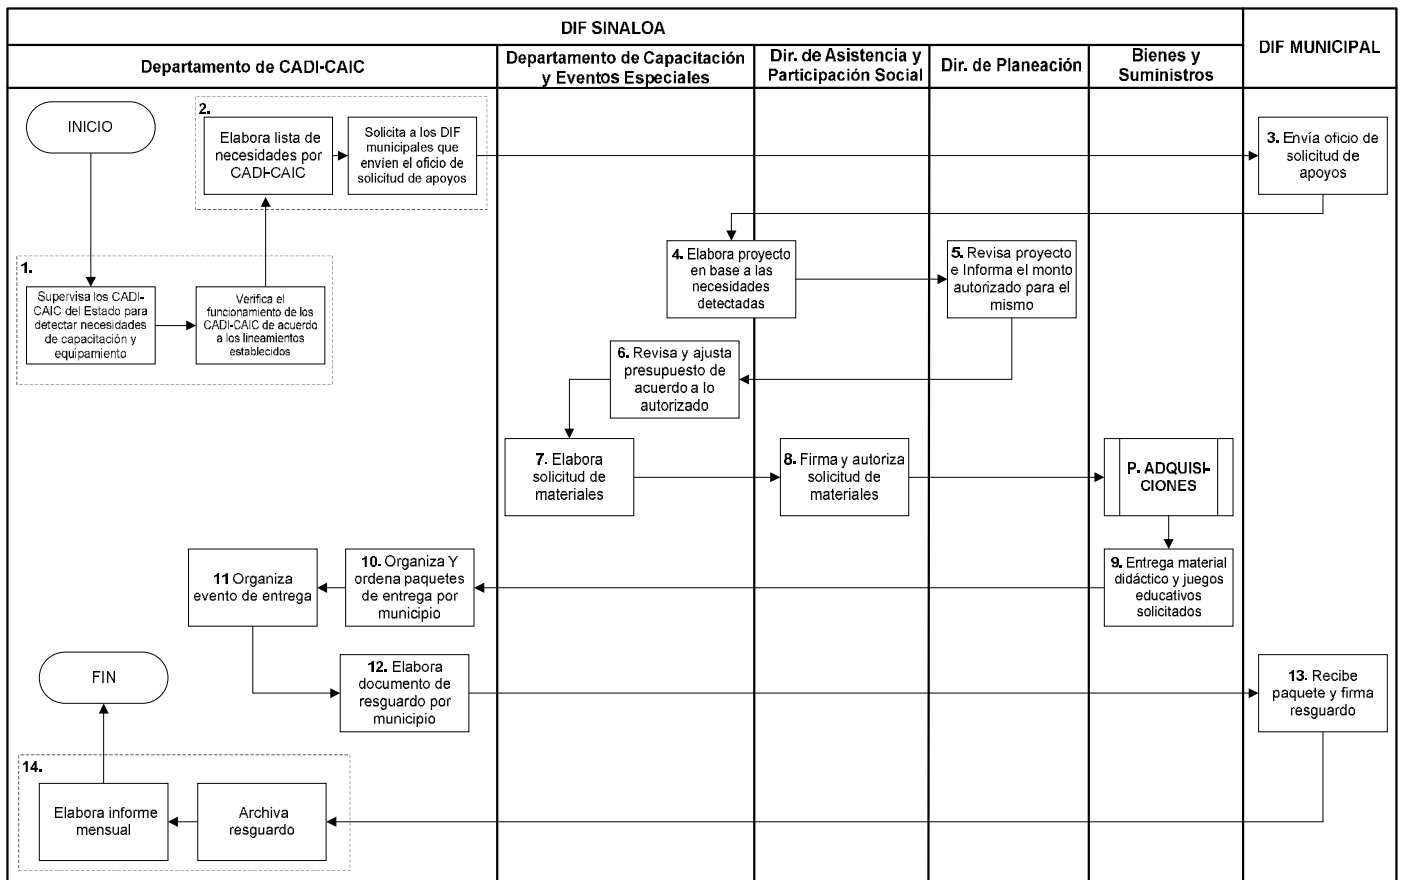 DIF SINALOA
DIF MUNICIPAL
Departamento de CADI-CAIC
Departamento de Capacitación
y Eventos Especiales
Dir. de Asistencia y
Participación Social
Dir. de Planeación
Bienes y
Suministros
INICIO
2.
Elabora lista de
necesidades por
CADI-CAIC
Solicita a los DIF
municipales que
envíen el oficio de
solicitud de apoyos
3. Envía oficio de
solicitud de
apoyos
1.
Supervisa los CADI-
CAIC del Estado para
detectar necesidades
de capacitación y
equipamiento
Verifica el
funcionamiento de los
CADI-CAIC de acuerdo
a los lineamientos
establecidos
4. Elabora proyecto
en base a las
necesidades
detectadas
5. Revisa proyecto
e Informa el monto
autorizado para el
mismo
6. Revisa y ajusta
presupuesto de
acuerdo a lo
autorizado
7. Elabora
solicitud de
materiales
8. Firma y autoriza
solicitud de
materiales
P. ADQUISI-
CIONES
9. Entrega material
didáctico y juegos
educativos
solicitados
10. Organiza Y
ordena paquetes
de entrega por
municipio
11 Organiza
evento de entrega
12. Elabora
documento de
resguardo por
municipio
13. Recibe
paquete y firma
resguardo
14.
Archiva
resguardo
Elabora informe
mensual
FIN